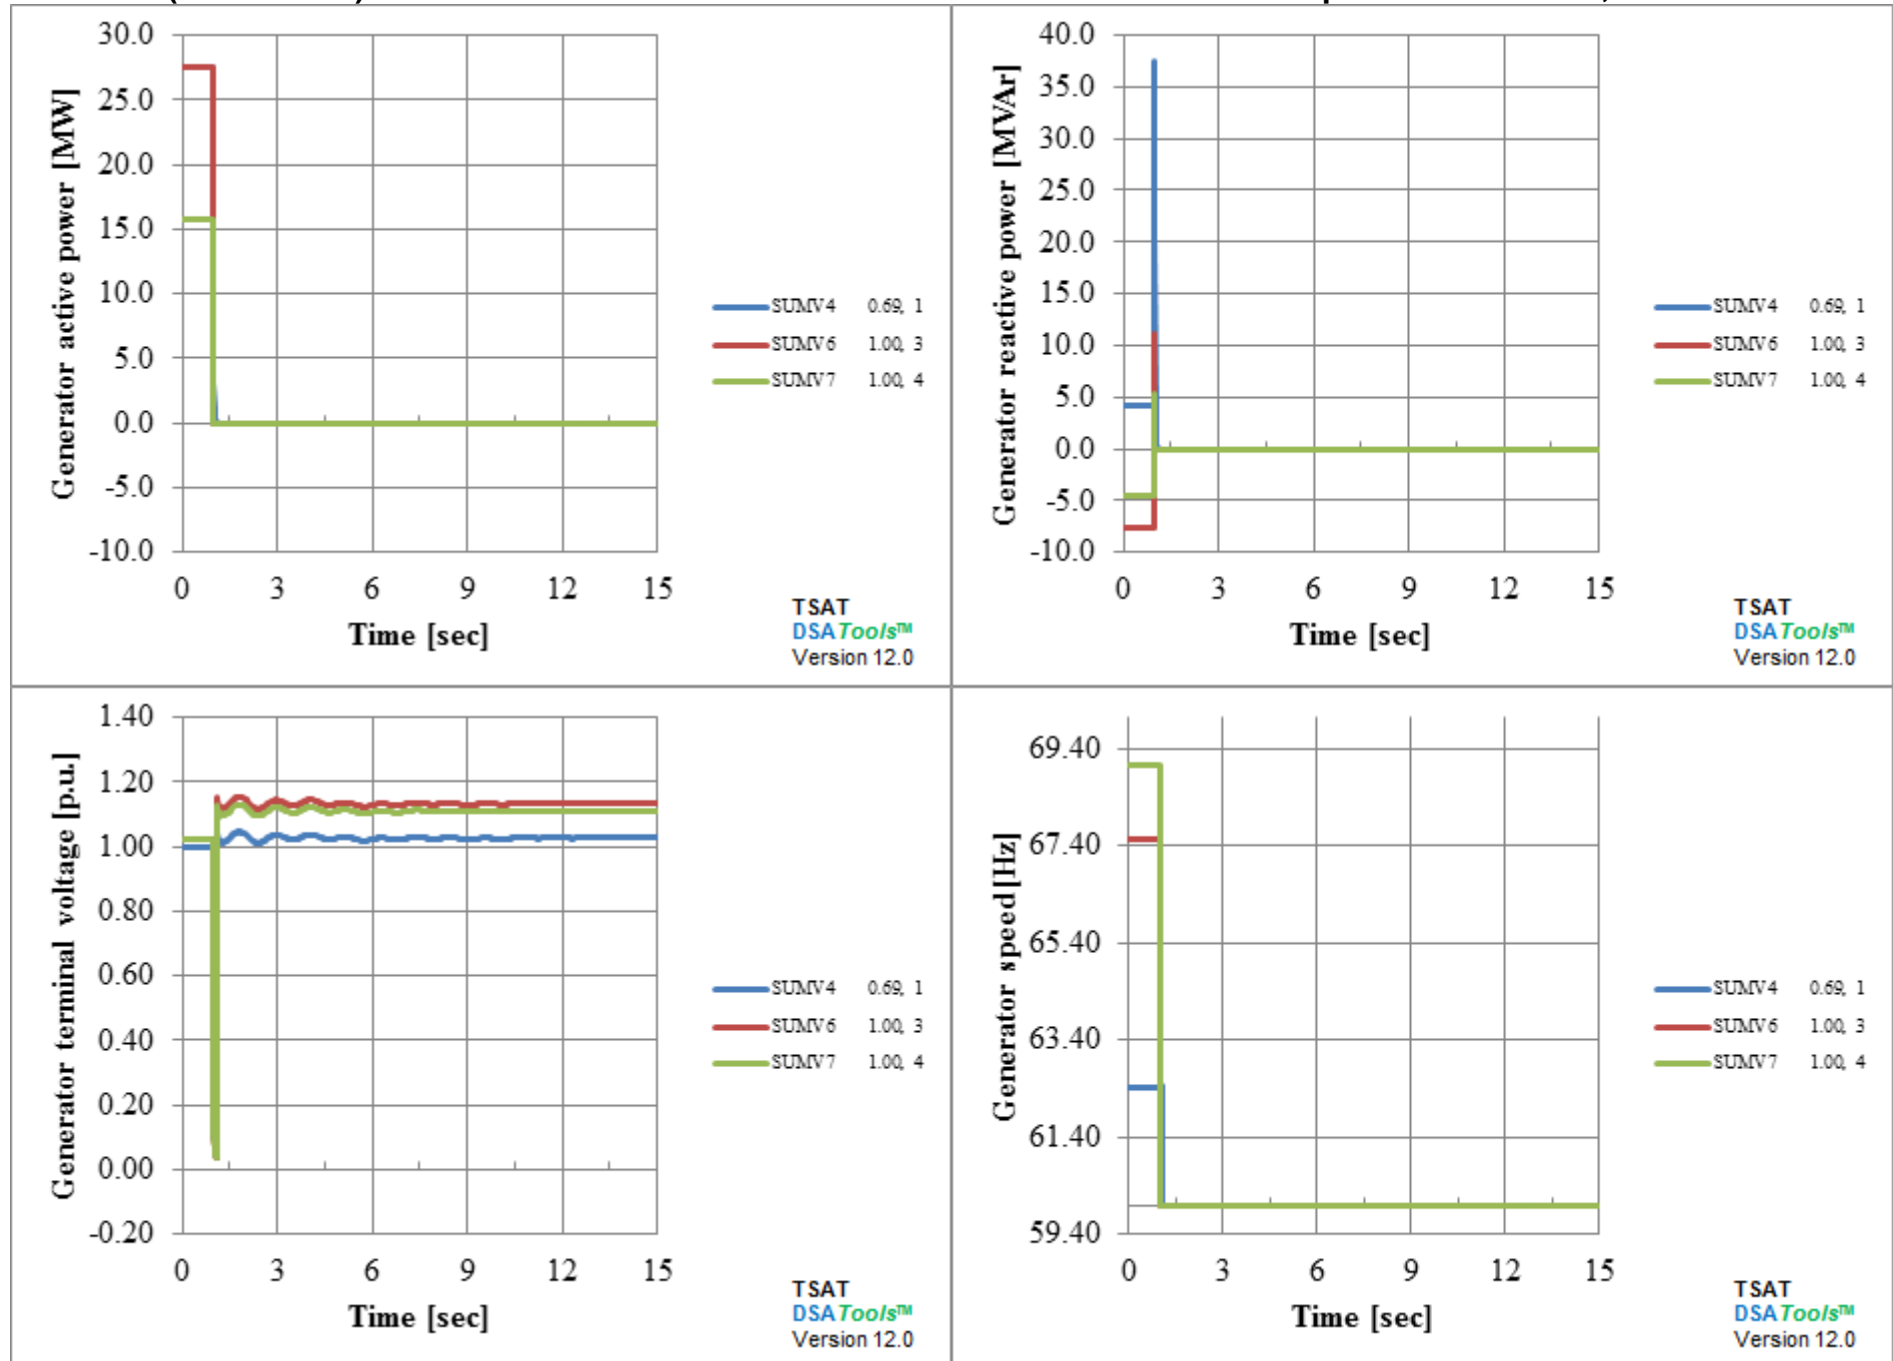 30.0
25.0
20.0
15.0
10.0
5.0
0.0
-5.0
-10.0
0 3 6 9 12 15
Generator active power [MW]
Time [sec]
SUMV4 0.69, 1
SUMV6 1.00, 3
SUMV7 1.00, 4
TSAT
DSATools™
Version 12.0
40.0
35.0
30.0
25.0
20.0
15.0
10.0
5.0
0.0
-5.0
-10.0
0 3 6 9 12 15
Generator reactive power [MVAr]
Time [sec]
SUMV4 0.69, 1
SUMV6 1.00, 3
SUMV7 1.00, 4
TSAT
DSATools™
Version 12.0
1.40
1.20
1.00
0.80
0.60
0.40
0.20
0.00
-0.20
0 3 6 9 12 15
Generator terminal voltage [p.u.]
Time [sec]
SUMV4 0.69, 1
SUMV6 1.00, 3
SUMV7 1.00, 4
TSAT
DSATools™
Version 12.0
69.40
67.40
65.40
63.40
61.40
59.40
0 3 6 9 12 15
Generator speed[Hz]
Time [sec]
SUMV4 0.69, 1
SUMV6 1.00, 3
SUMV7 1.00, 4
TSAT
DSATools™
Version 12.0